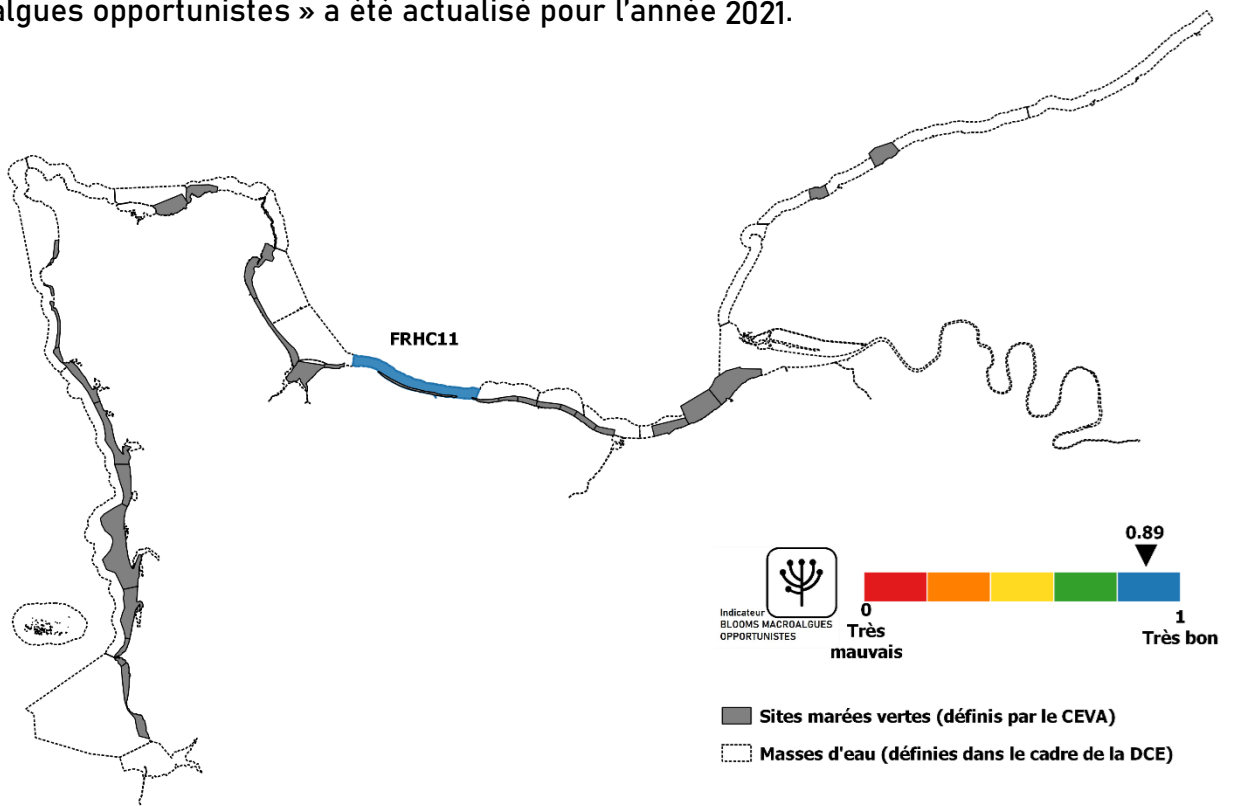 algues opportunistes » a été actualisé pour l'année 2021.
FRHC11
0.89
Indicateur
BLOOMS MACROALGUES
OPPORTUNISTES
0
Très
mauvais
1
Très bon
Sites marées vertes (définis par le CEVA)
Masses d'eau (définies dans le cadre de la DCE)